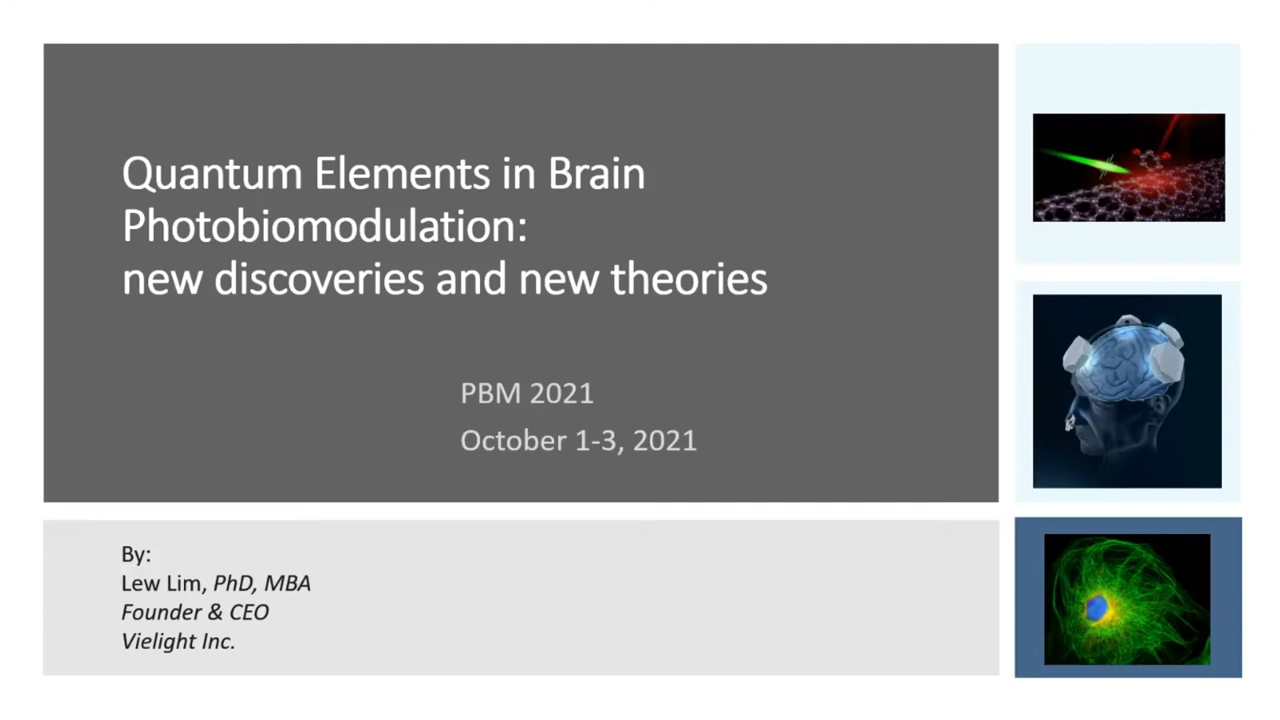 Quantum Elements in Brain
Photobiomodulation:
new discoveries and new theories
PBM 2021
October 1-3, 2021
By:
Lew Lim, PhD, MBA
Founder & CEO
Vielight Inc.